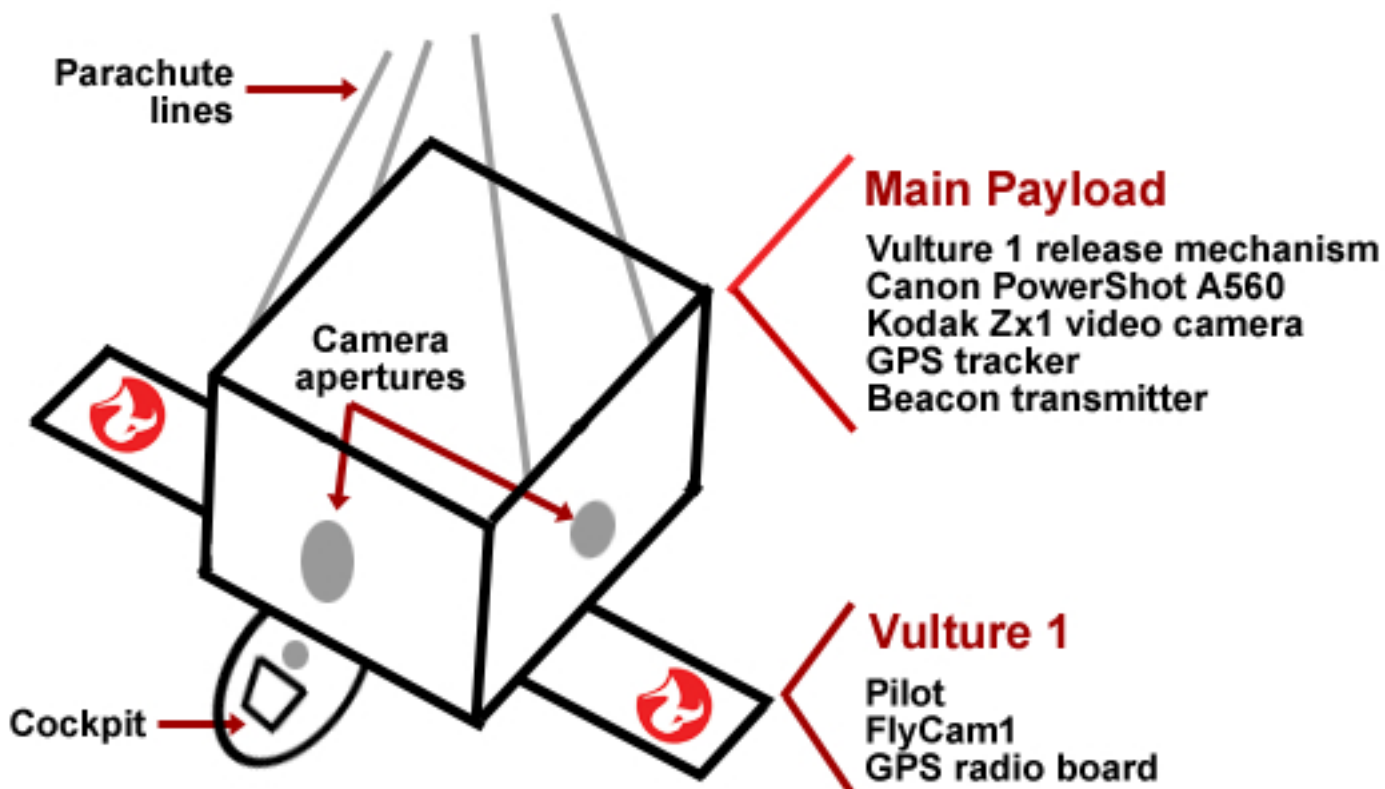 Parachute
lines
Main Payload
Vulture 1 release mechanism
Canon PowerShot A560
Kodak Zx1 video camera
GPS tracker
Beacon transmitter
Camera
apertures
Vulture 1
Pilot
FlyCam1
GPS radio board
Cockpit